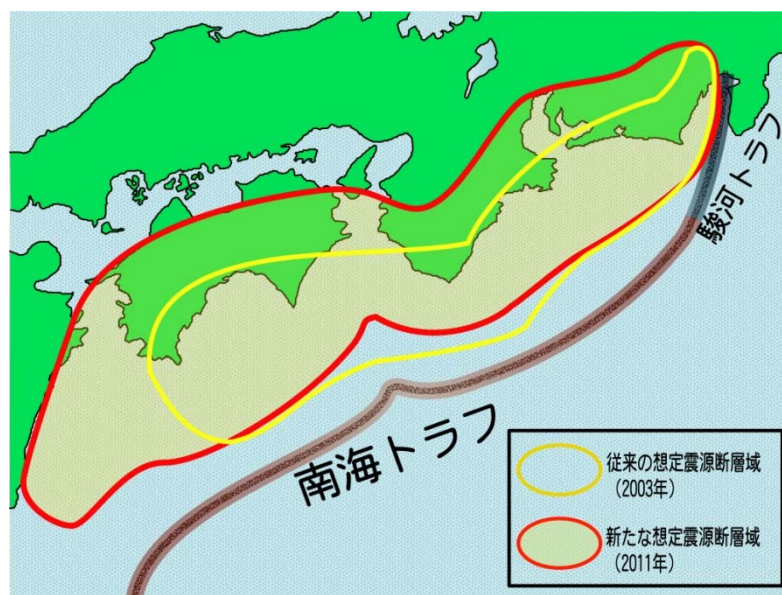 駿河トラフ
南海トラフ
従来の想定震源断層域
(2003年)
新たな想定震源断層域
(2011年)